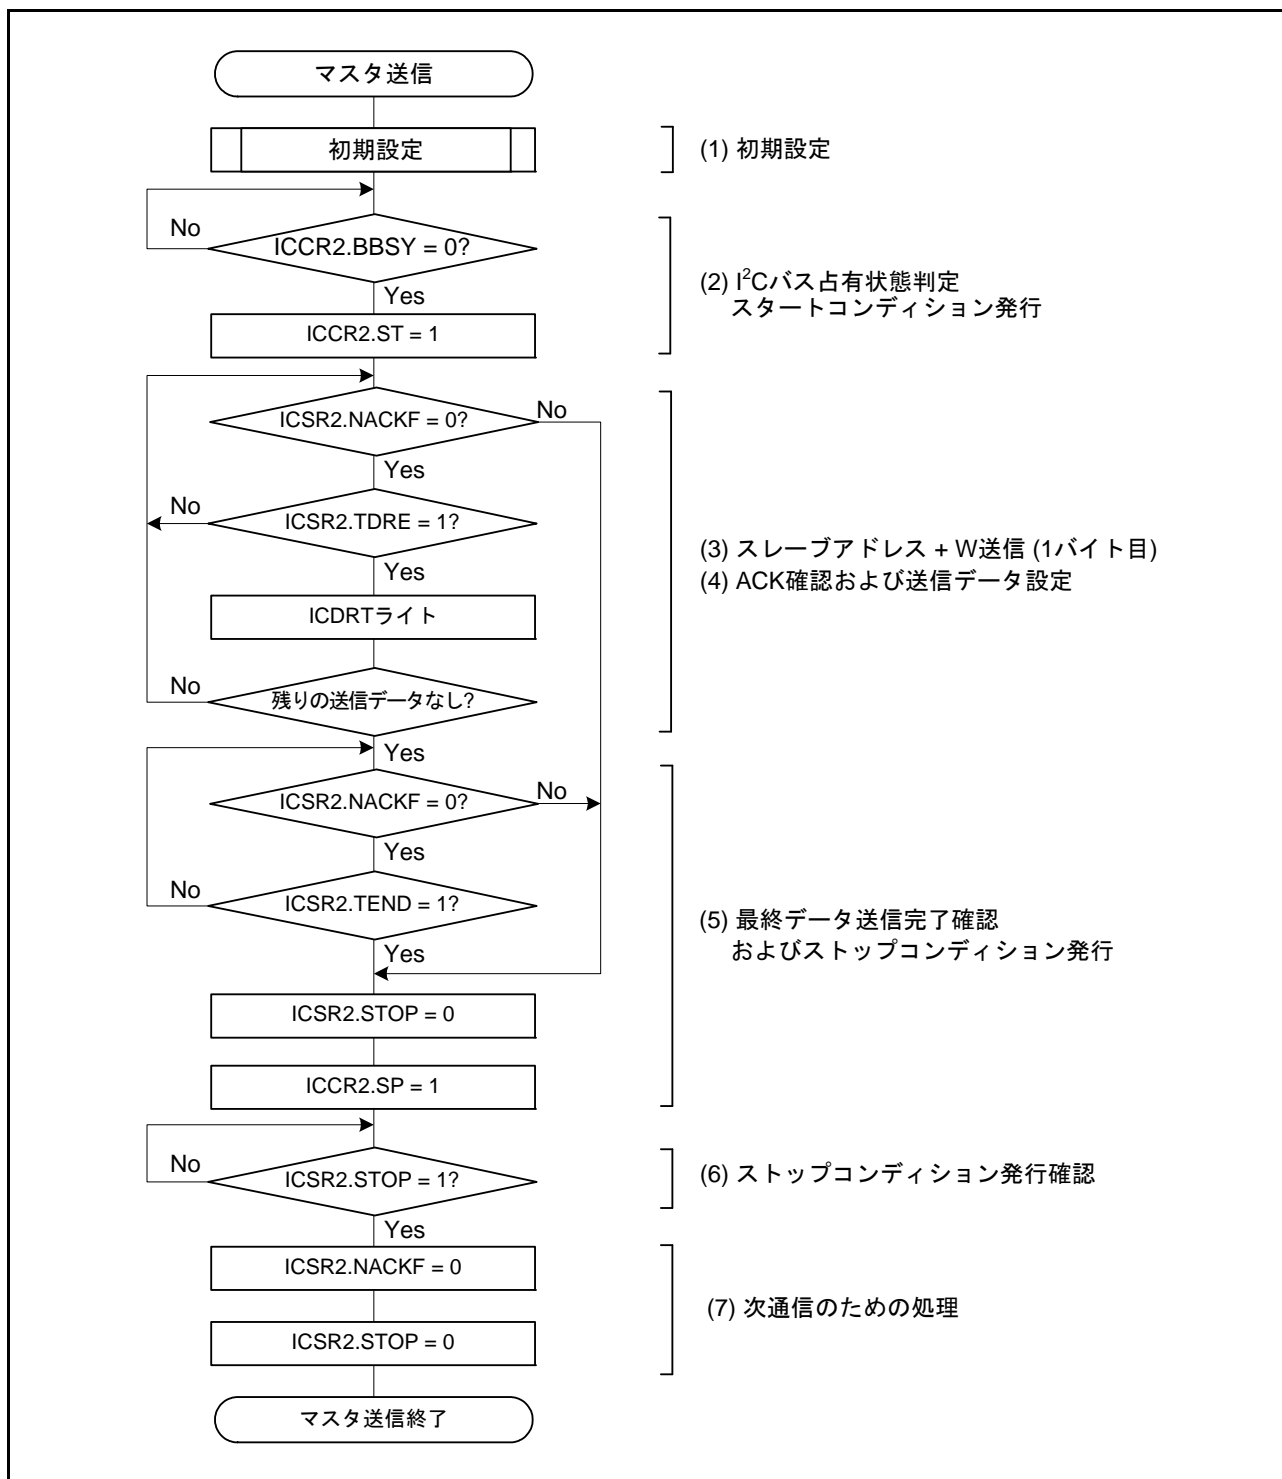 マスタ送信
初期設定
(1) 初期設定
No
ICCR2.BBSY = 0?
Yes
(2) I²Cバス占有状態判定
スタートコンディション発行
ICCR2.ST = 1
ICSR2.NACKF = 0?
No
Yes
No
ICSR2.TDRE = 1?
Yes
(3) スレーブアドレス + W送信 (1バイト目)
(4) ACK確認および送信データ設定
ICDRTライト
No
残りの送信データなし?
Yes
ICSR2.NACKF = 0?
No
Yes
No
ICSR2.TEND = 1?
Yes
(5) 最終データ送信完了確認
およびストップコンディション発行
ICSR2.STOP = 0
ICCR2.SP = 1
No
ICSR2.STOP = 1?
Yes
(6) ストップコンディション発行確認
ICSR2.NACKF = 0
(7) 次通信のための処理
ICSR2.STOP = 0
マスタ送信終了